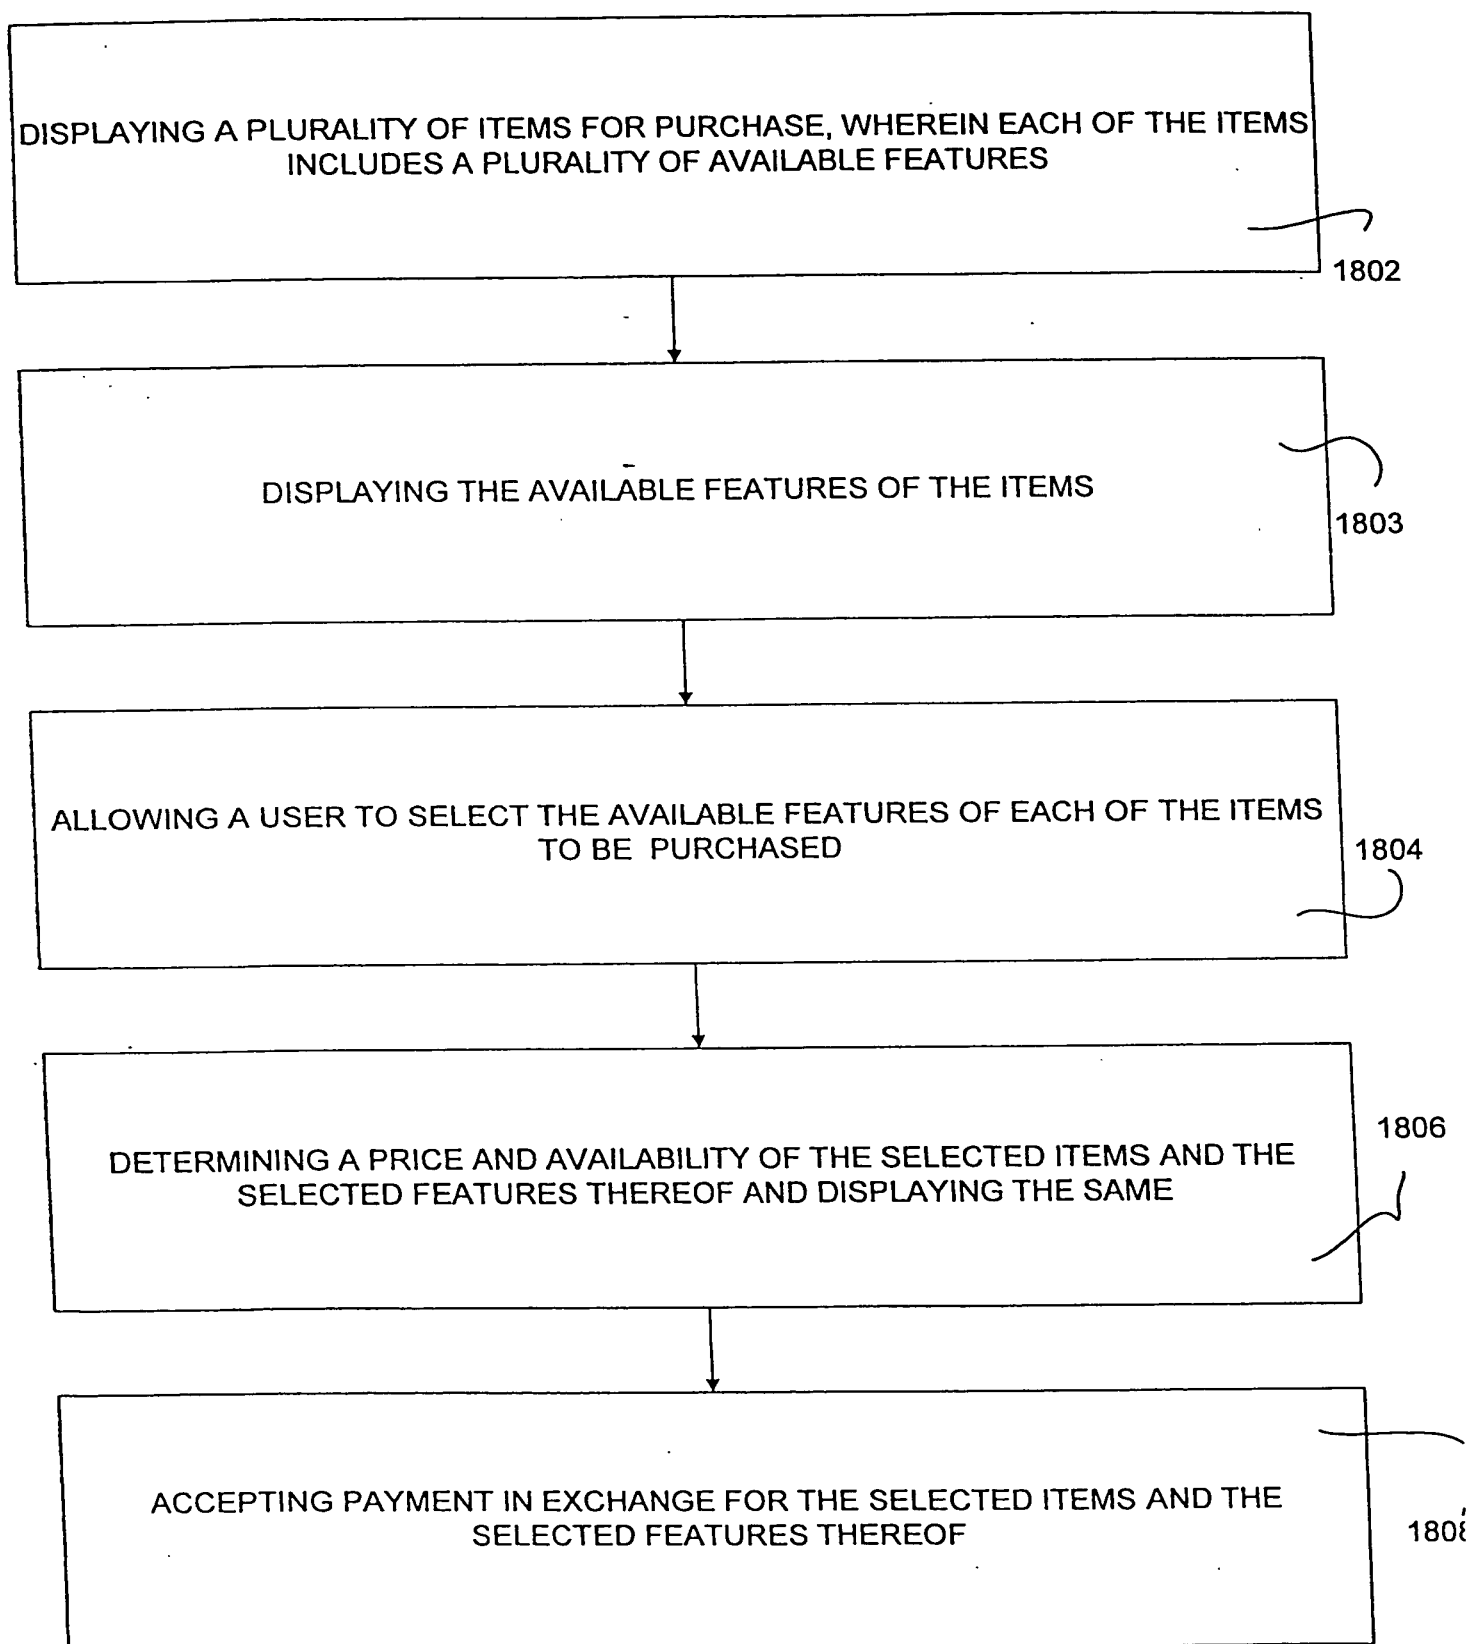 DISPLAYING A PLURALITY OF ITEMS FOR PURCHASE, WHEREIN EACH OF THE ITEMS
INCLUDES A PLURALITY OF AVAILABLE FEATURES
1802
DISPLAYING THE AVAILABLE FEATURES OF THE ITEMS
1803
ALLOWING A USER TO SELECT THE AVAILABLE FEATURES OF EACH OF THE ITEMS
TO BE PURCHASED
1804
1806
DETERMINING A PRICE AND AVAILABILITY OF THE SELECTED ITEMS AND THE
SELECTED FEATURES THEREOF AND DISPLAYING THE SAME
ACCEPTING PAYMENT IN EXCHANGE FOR THE SELECTED ITEMS AND THE
SELECTED FEATURES THEREOF